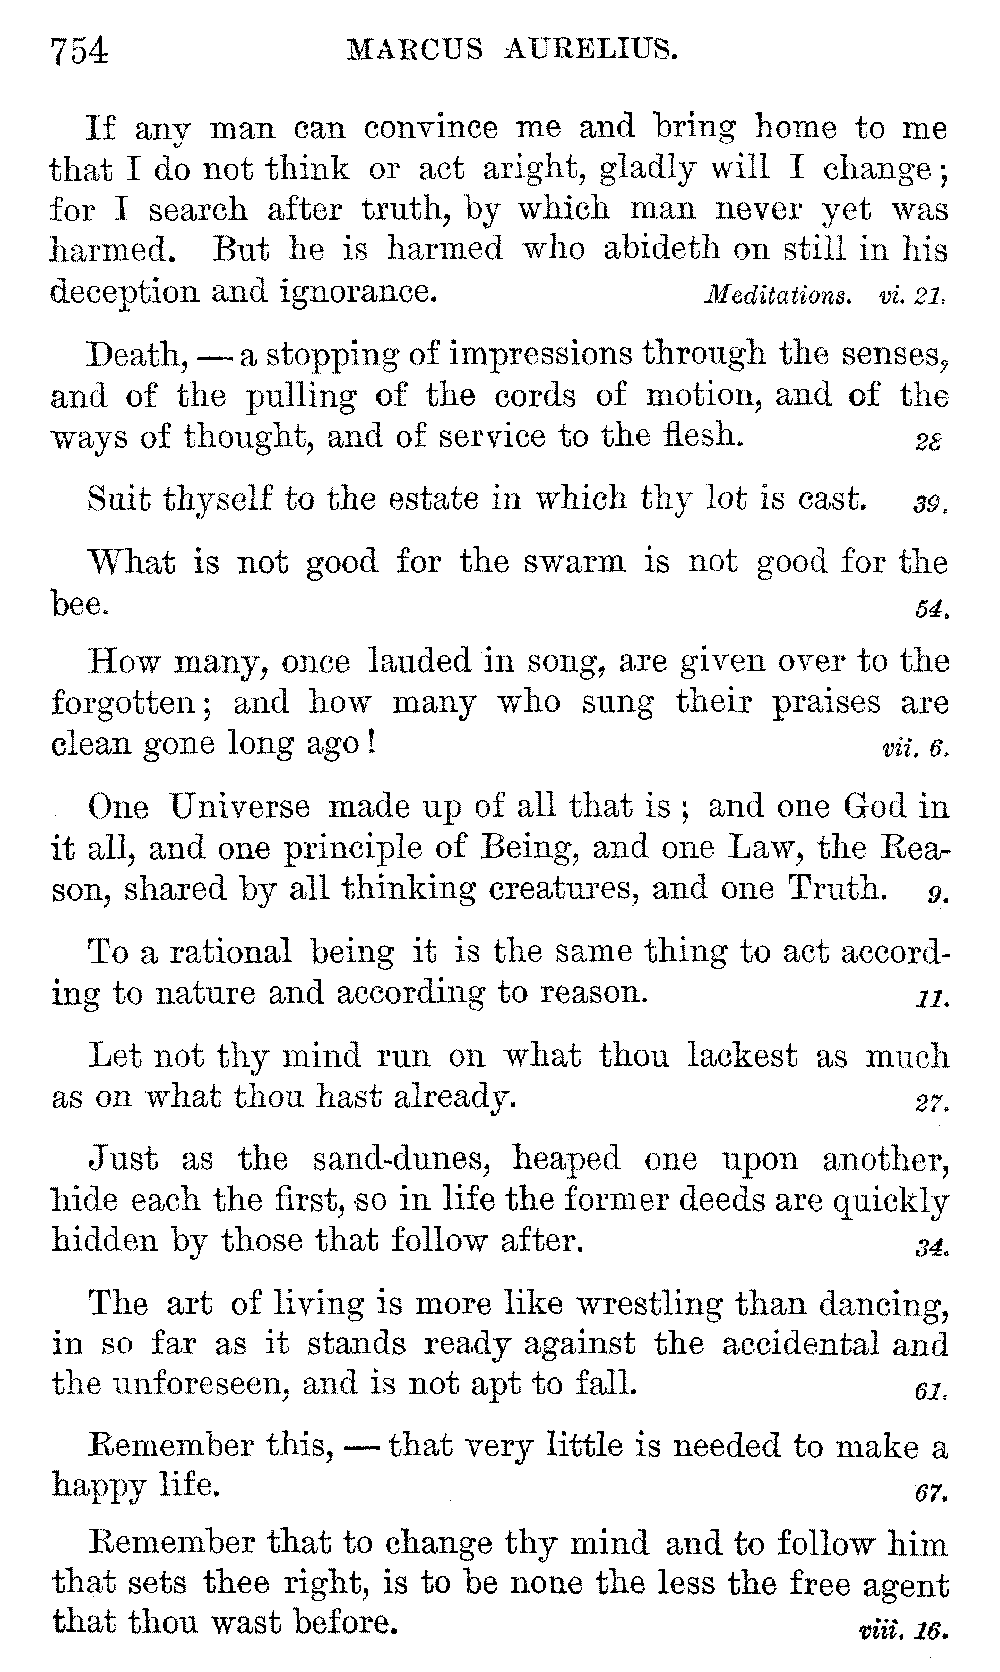 754 MARCUS AURELIUS.
If any man can convince me and bring home to me
that I do not think or act aright, gladly will I change;
for I search after truth, by which man never yet was
harmed. But he is harmed who abideth on still in his
deception and ignorance. Meditations. vi. 21.
Death, — a stopping of impressions through the senses,
and of the pulling of the cords of motion, and of the
ways of thought, and of service to the flesh. 28
Suit thyself to the estate in which thy lot is cast. 39.
What is not good for the swarm is not good for the
bee. 54.
How many, once lauded in song, are given over to the
forgotten; and how many who sung their praises are
clean gone long ago! vii. 6.
One Universe made up of all that is; and one God in
it all, and one principle of Being, and one Law, the Rea-
son, shared by all thinking creatures, and one Truth. 9.
To a rational being it is the same thing to act accord-
ing to nature and according to reason. 11.
Let not thy mind run on what thou lackest as much
as on what thou hast already. 27.
Just as the sand-dunes, heaped one upon another,
hide each the first, so in life the former deeds are quickly
hidden by those that follow after. 34.
The art of living is more like wrestling than dancing,
in so far as it stands ready against the accidental and
the unforeseen, and is not apt to fall. 61.
Remember this, — that very little is needed to make a
happy life. 67.
Remember that to change thy mind and to follow him
that sets thee right, is to be none the less the free agent
that thou wast before. viii. 16.